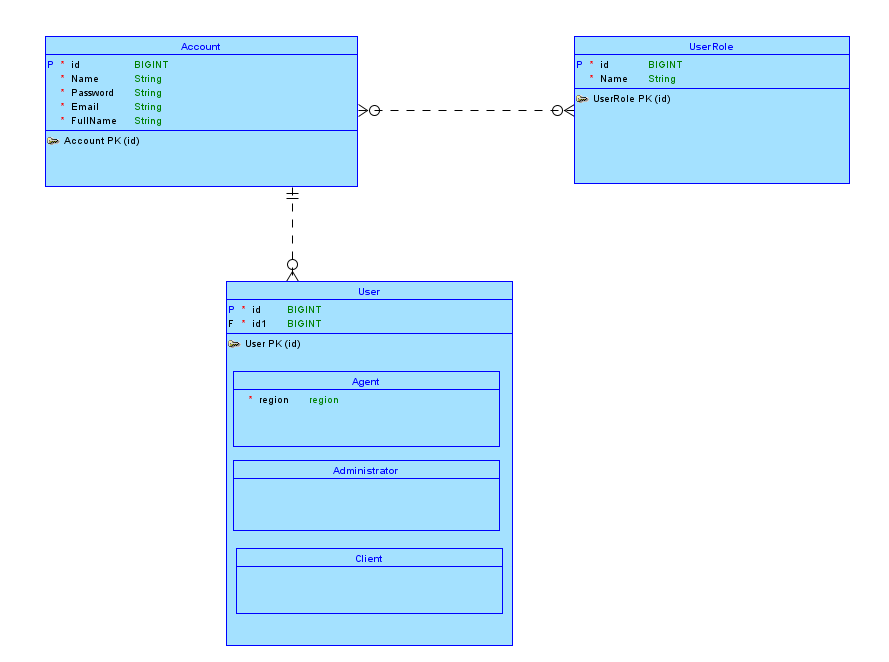 Account
P * id BIGINT
* Name String
* Password String
* Email String
* FullName String
Account PK (id)
UserRole
P * id BIGINT
* Name String
UserRole PK (id)
User
P * id BIGINT
F * id1 BIGINT
User PK (id)
Agent
* region region
Administrator
Client